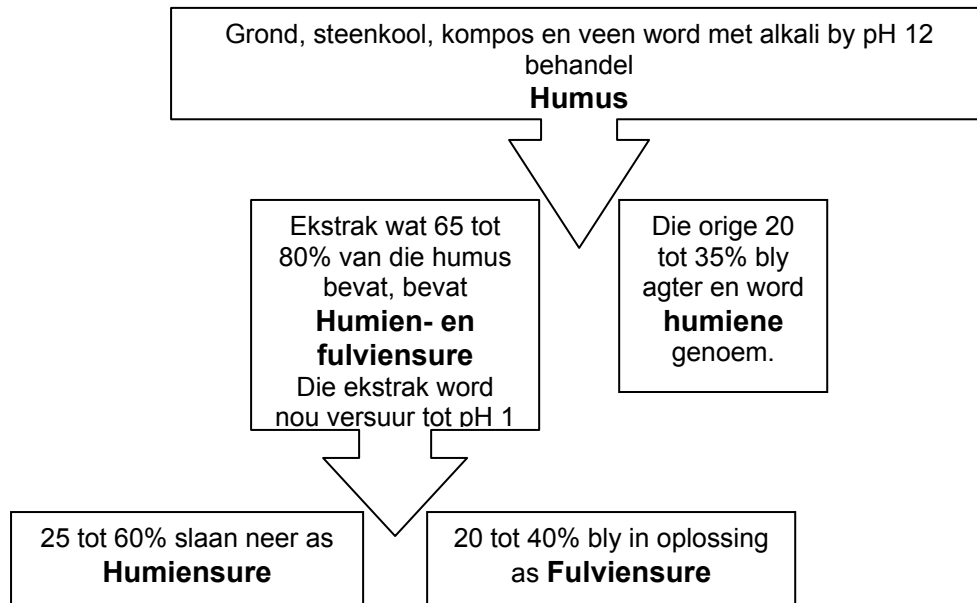 Grond, steenkool, kompos en veen word met alkali by pH 12
behandel
Humus
Ekstrak wat 65 tot
80% van die humus
bevat, bevat
Humien- en
fulviensure
Die ekstrak word
nou versuur tot pH 1
Die orige 20
tot 35% bly
agter en word
humiene
genoem.
25 tot 60% slaan neer as
Humiensure
20 tot 40% bly in oplossing
as Fulviensure